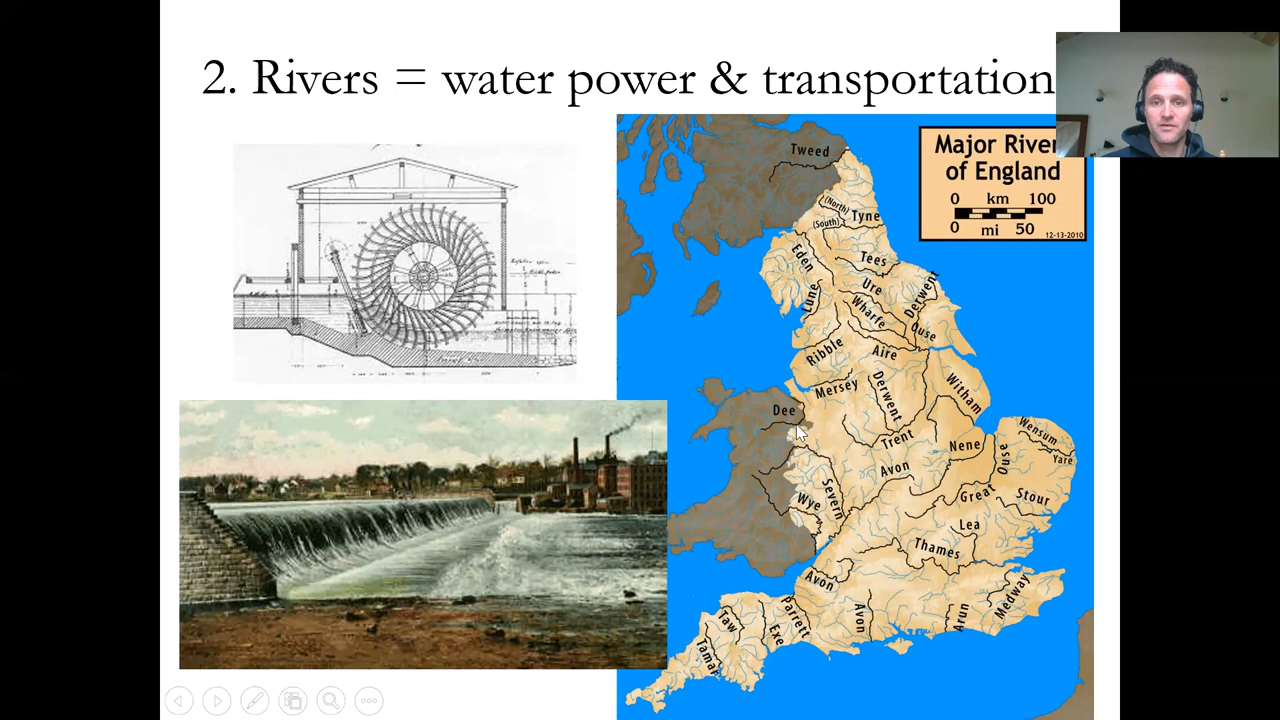 2. Rivers = water power & transportation
Major River
of England
0 km 100
0 mi 50
12-13-2010
Tweed
(North)
(South)
Tyne
Eden
Tees
Ure
Derwent
Lune
Wharfe
Ouse
Ribble
Aire
Mersey
Derwent
Witham
Dee
Trent
Nene
Wensum
Yare
Ouse
Avon
Severn
Wye
Great
Stour
Lea
Thames
Avon
Medway
Parrett
Avon
Arun
Taw
Exe
Tamar